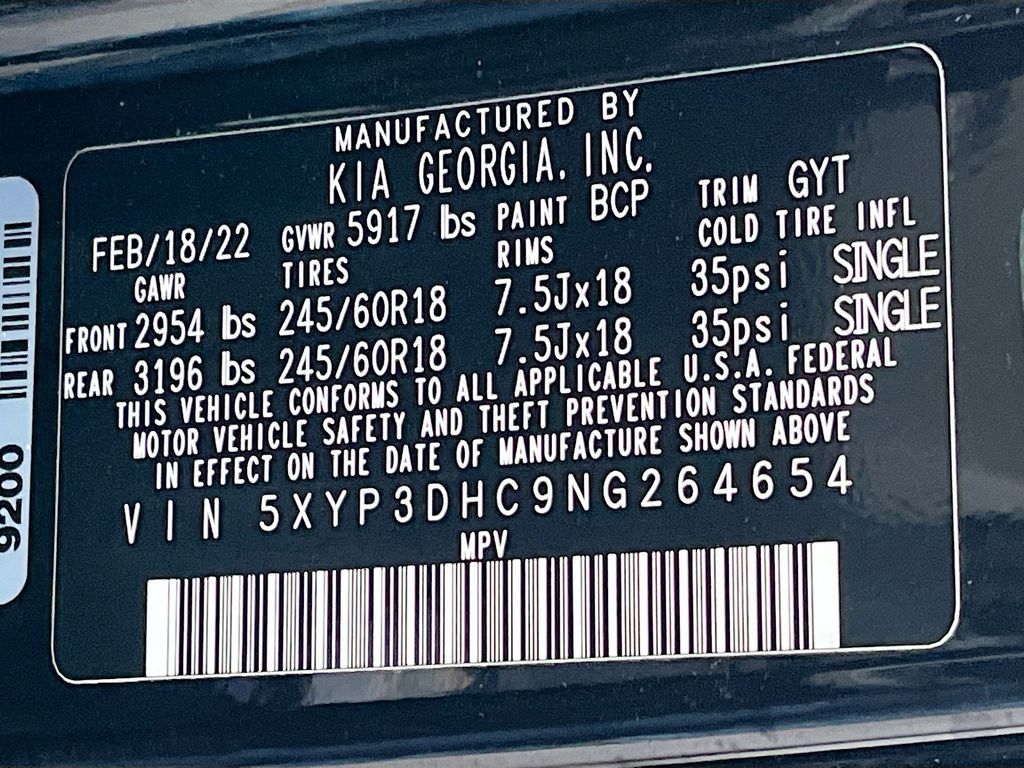 MANUFACTURED BY
KIA GEORGIA, INC.
FEB/18/22 GVWR 5917 lbs PAINT BCP TRIM GYT
GAWR TIRES RIMS COLD TIRE INFL
FRONT 2954 lbs 245/60R18 7.5Jx18 35psi SINGLE
REAR 3196 lbs 245/60R18 7.5Jx18 35psi SINGLE
THIS VEHICLE CONFORMS TO ALL APPLICABLE U.S.A. FEDERAL
MOTOR VEHICLE SAFETY AND THEFT PREVENTION STANDARDS
IN EFFECT ON THE DATE OF MANUFACTURE SHOWN ABOVE
VIN 5XYP3DHC9NG264654
MPV
9200